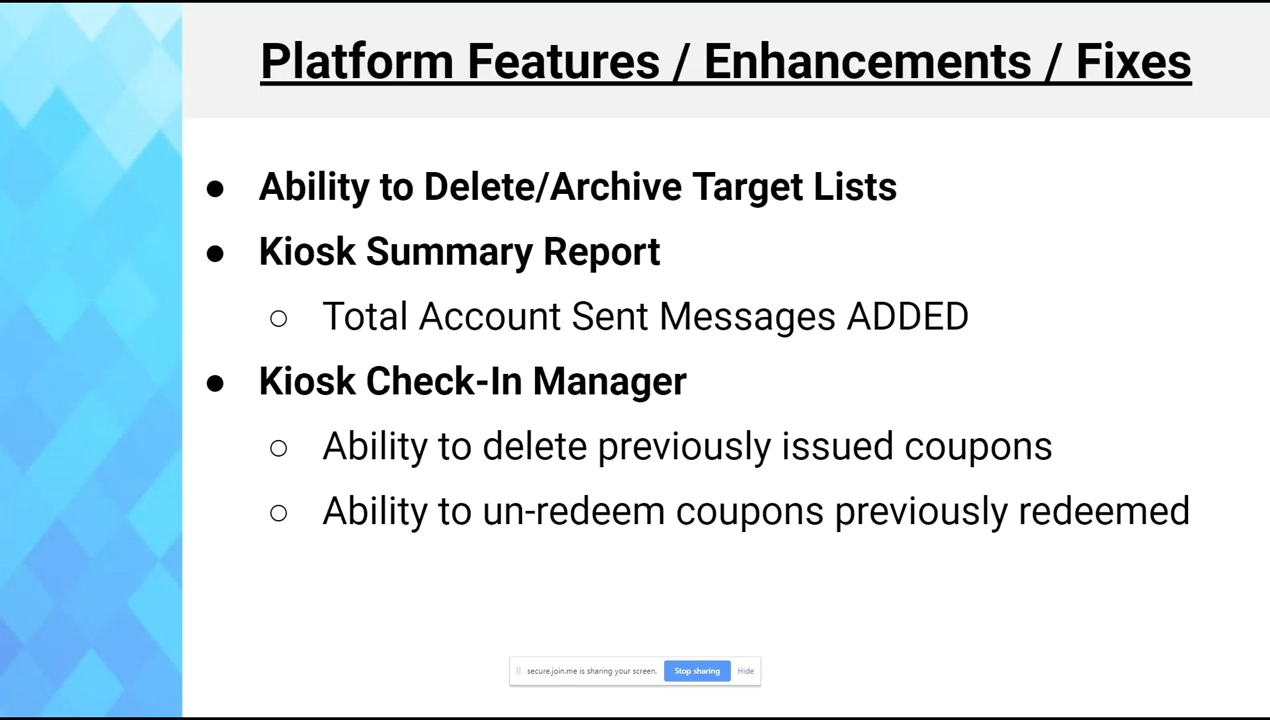 Platform Features / Enhancements / Fixes
● Ability to Delete/Archive Target Lists
● Kiosk Summary Report
○ Total Account Sent Messages ADDED
● Kiosk Check-In Manager
○ Ability to delete previously issued coupons
○ Ability to un-redeem coupons previously redeemed
secure.join.me is sharing your screen. Stop sharing Hide